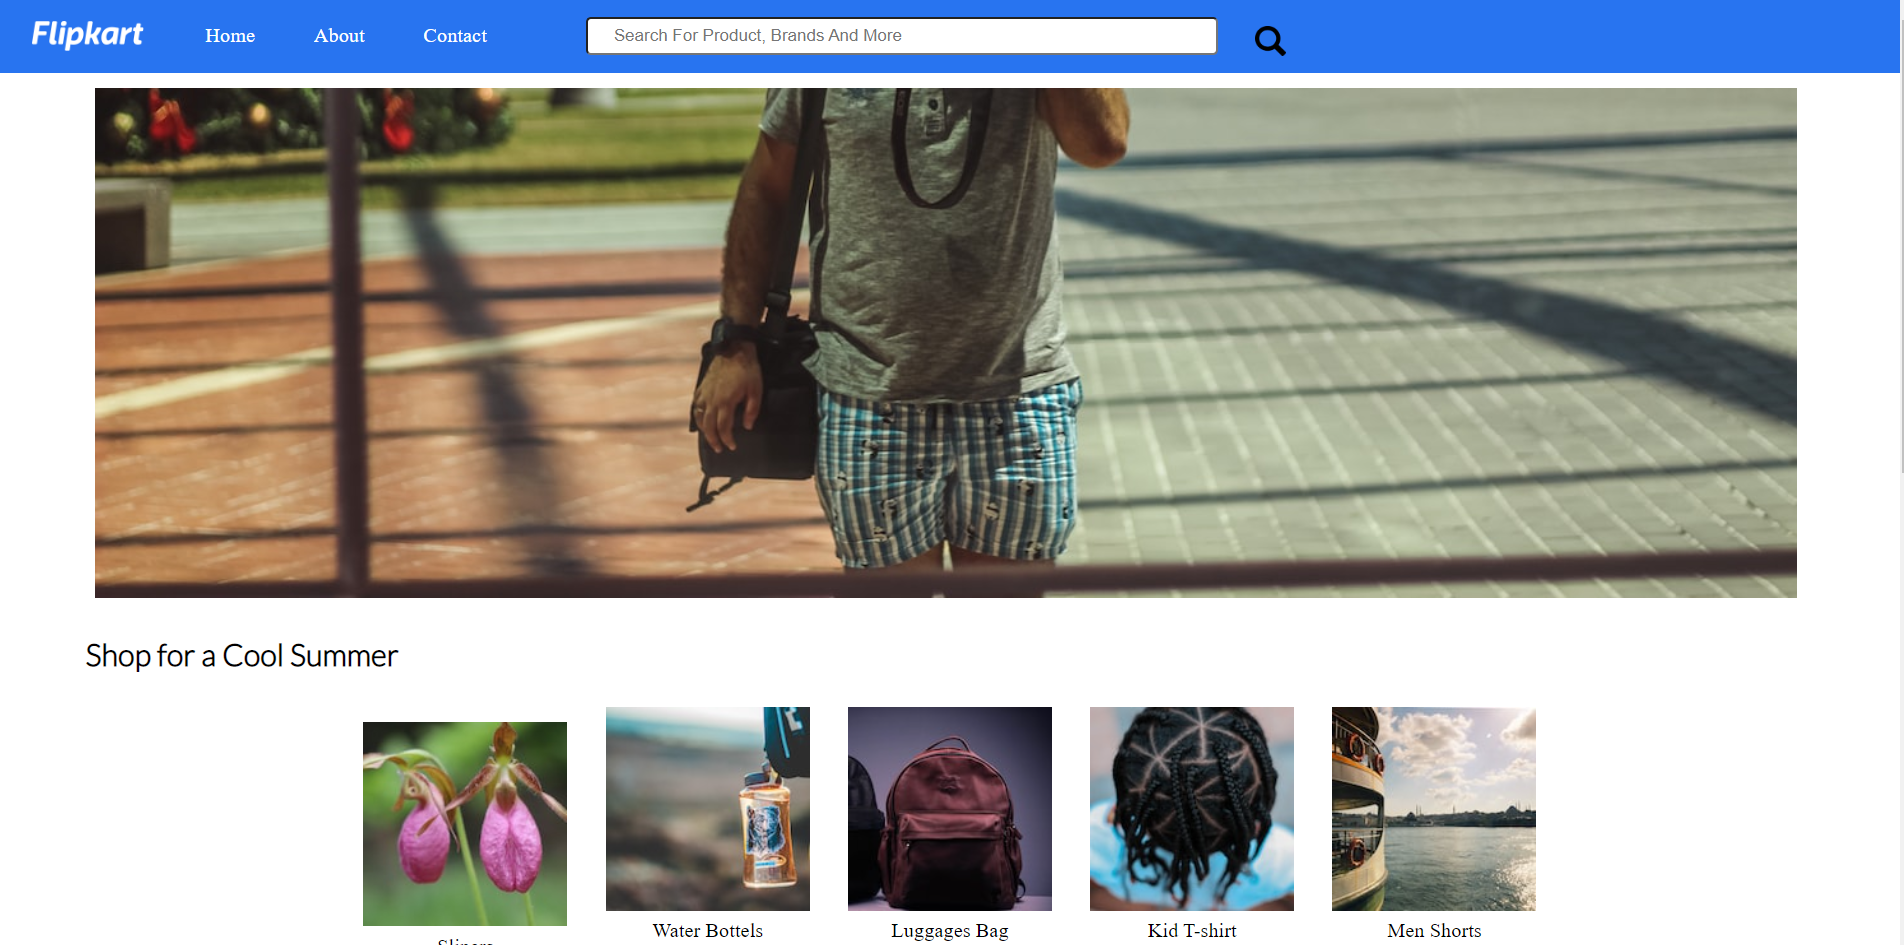 Flipkart
Home
About
Contact
Search For Product, Brands And More
Shop for a Cool Summer
Water Bottels
Luggages Bag
Kid T-shirt
Men Shorts
Slipers